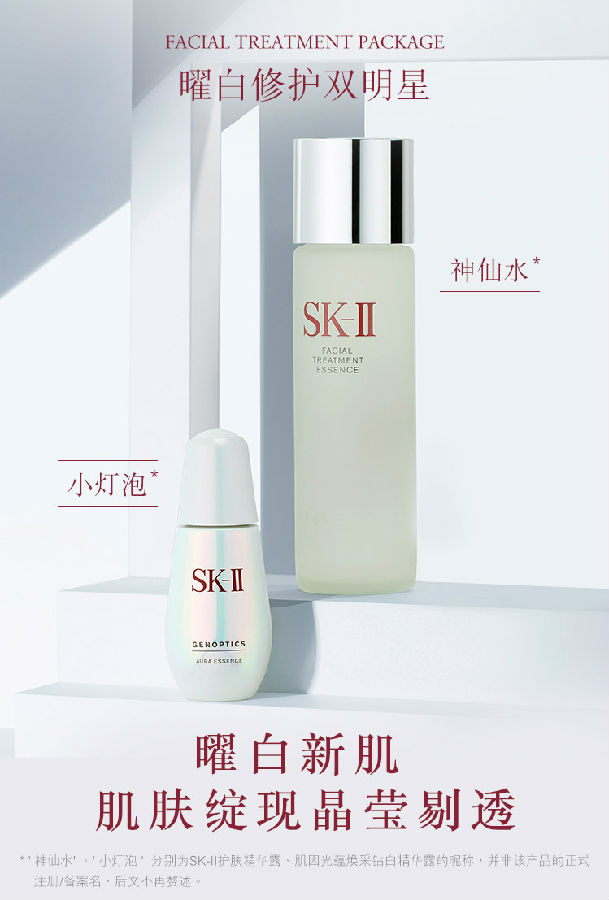 FACIAL TREATMENT PACKAGE
曜白修护双明星
神仙水*
SK-II
FACIAL
TREATMENT
ESSENCE
小灯泡*
SK-II
GENOPTICS
AURA ESSENCE
曜白新肌
肌肤绽现晶莹剔透
*'神仙水'、'小灯泡'分别为SK-II护肤精华露、肌因光蕴焕采钻白精华露的昵称,并非该产品的正式
注册/备案名,后文不再赘述。